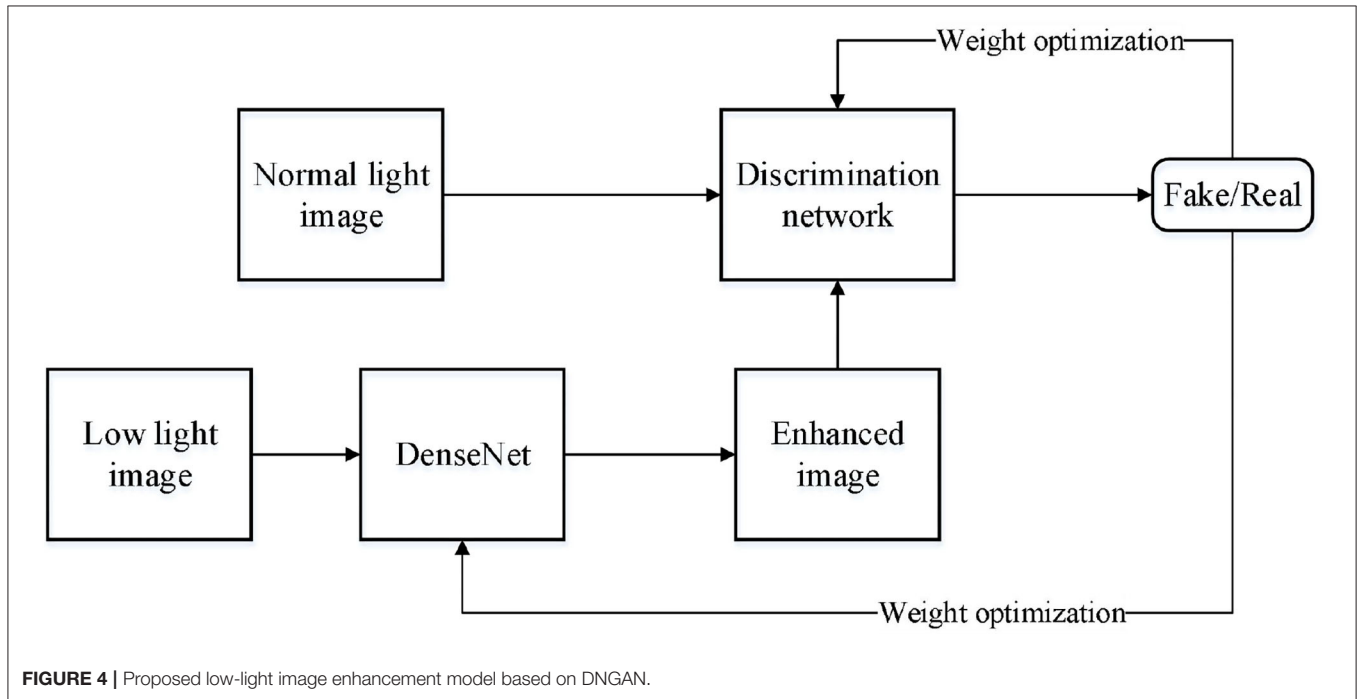 Weight optimization
Normal light
image
Discrimination
network
Fake/Real
Low light
image
DenseNet
Enhanced
image
Weight optimization
FIGURE 4 | Proposed low-light image enhancement model based on DNGAN.